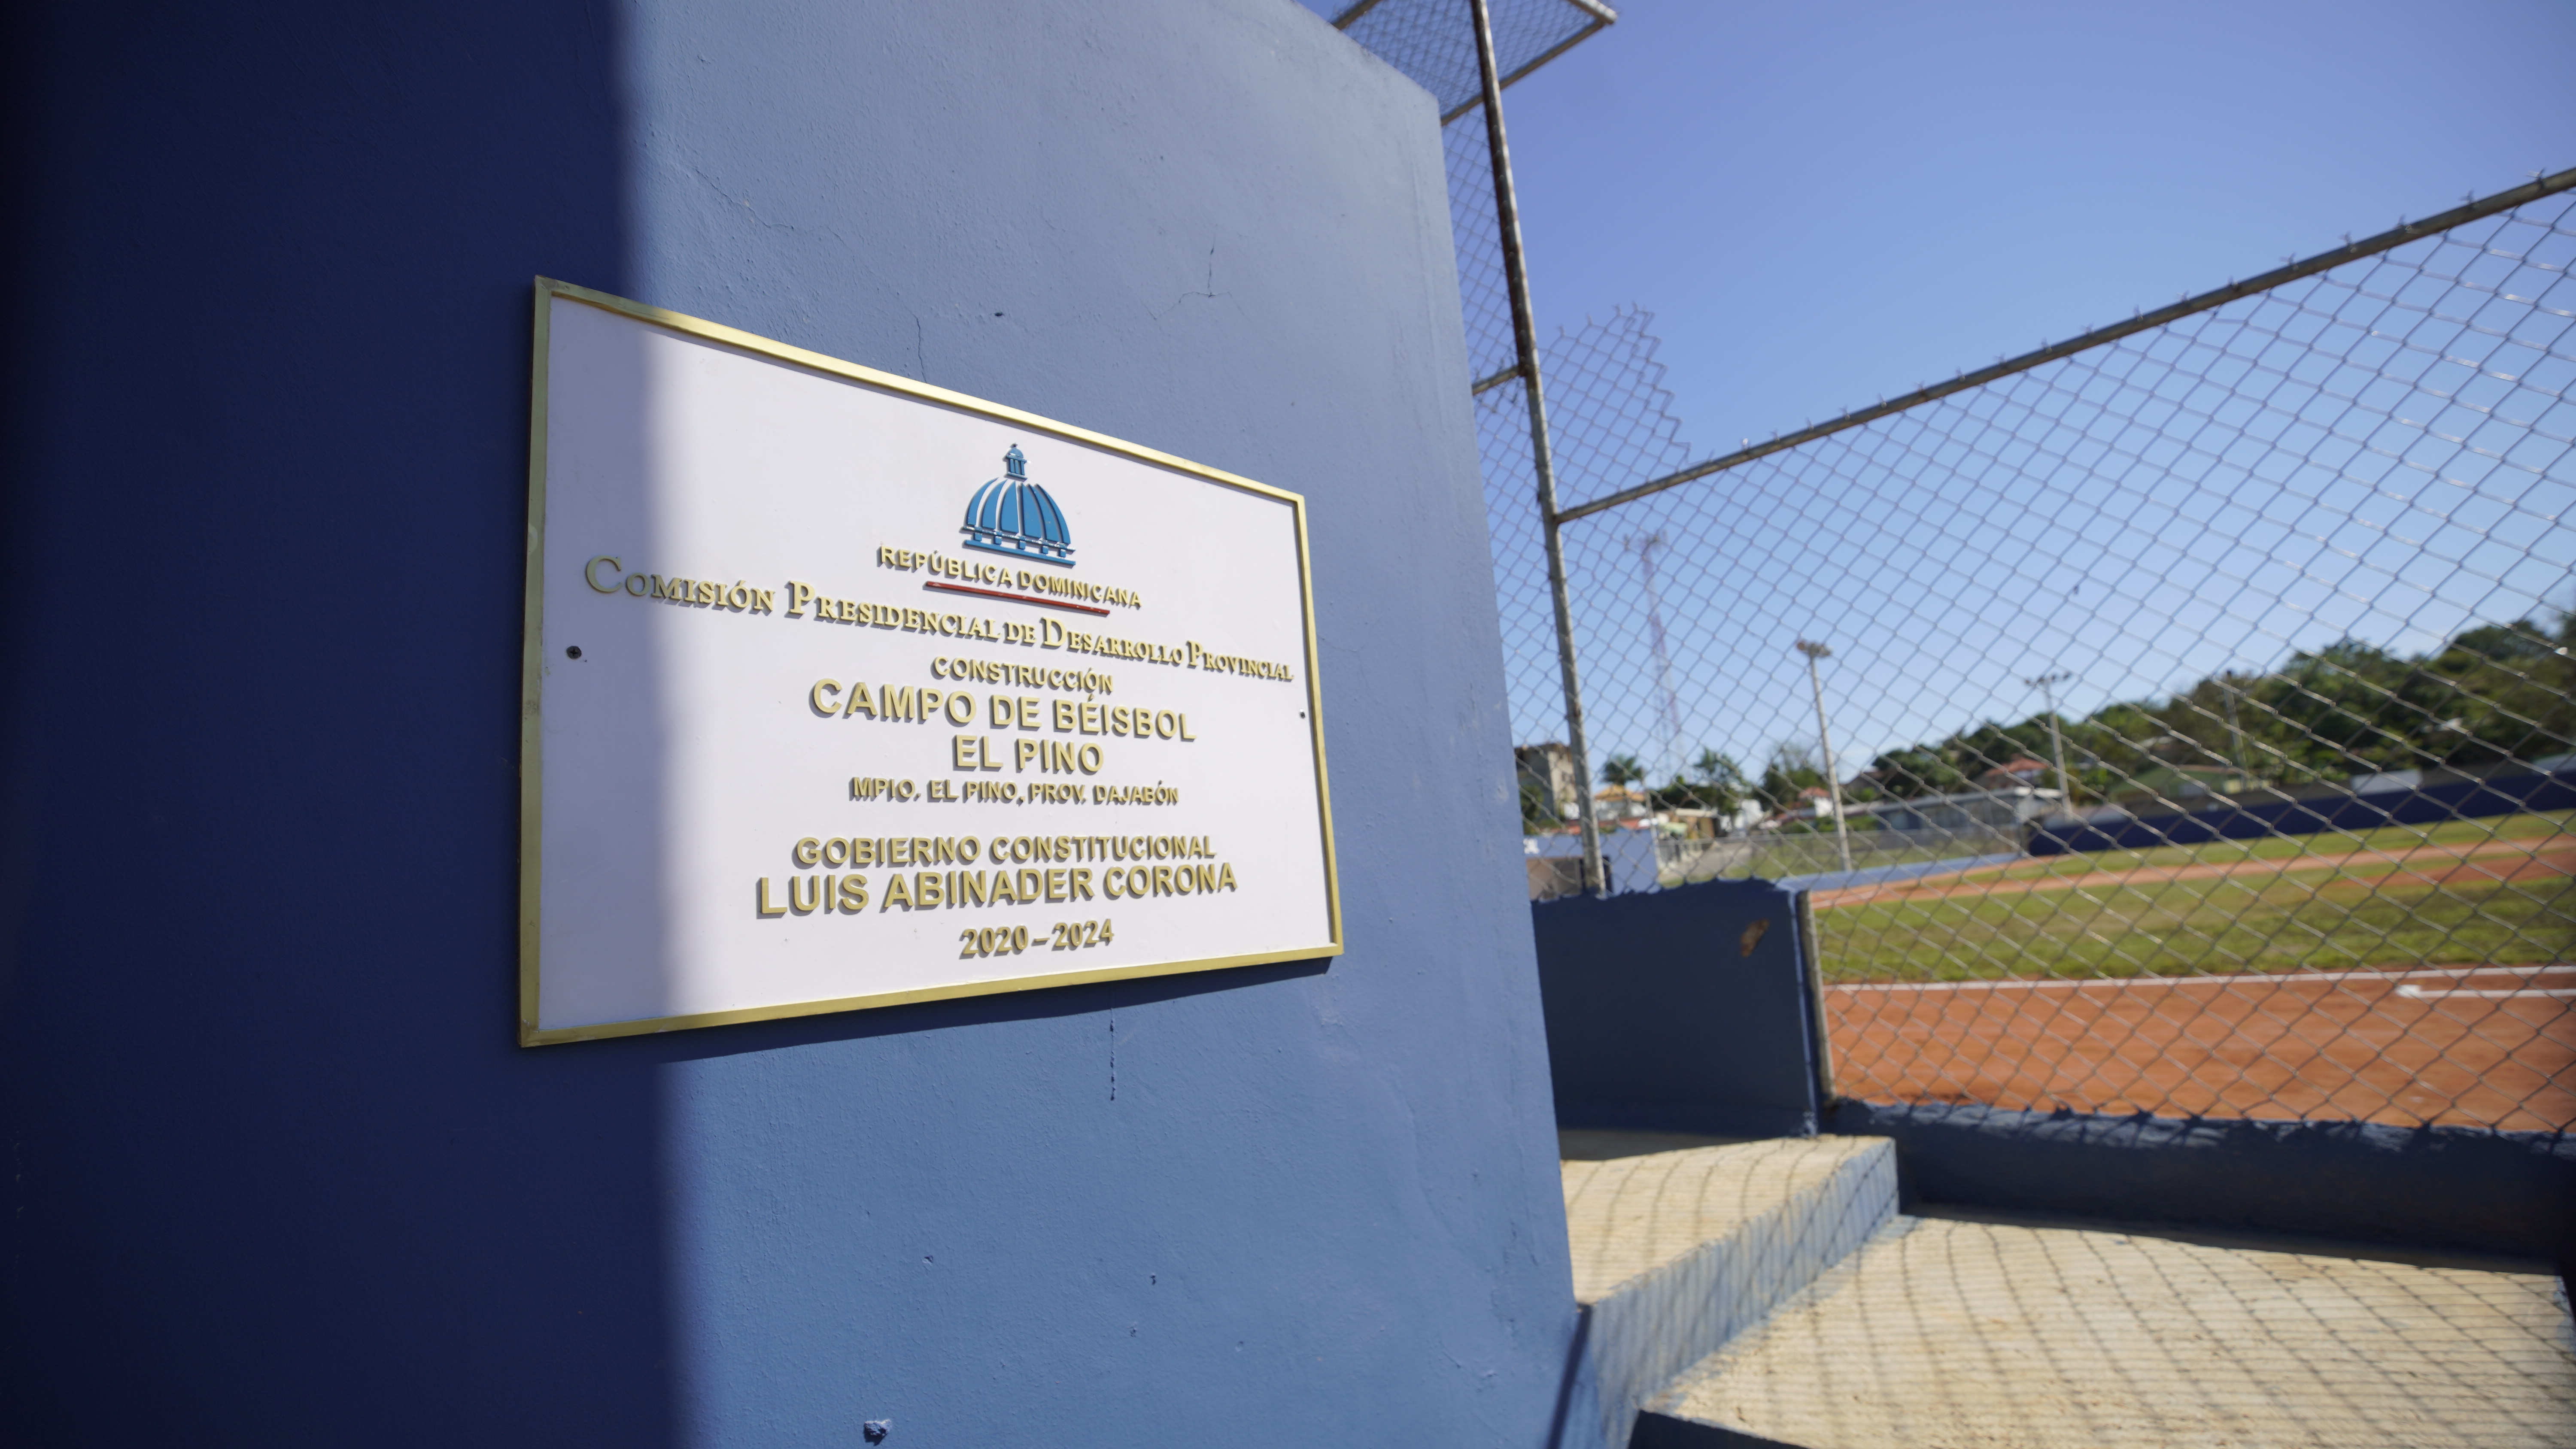 REPÚBLICA DOMINICANA
COMISIÓN PRESIDENCIAL DE DESARROLLO PROVINCIAL
CONSTRUCCIÓN
CAMPO DE BÉISBOL
EL PINO
MPIO. EL PINO, PROV. DAJABÓN
GOBIERNO CONSTITUCIONAL
LUIS ABINADER CORONA
2020-2024